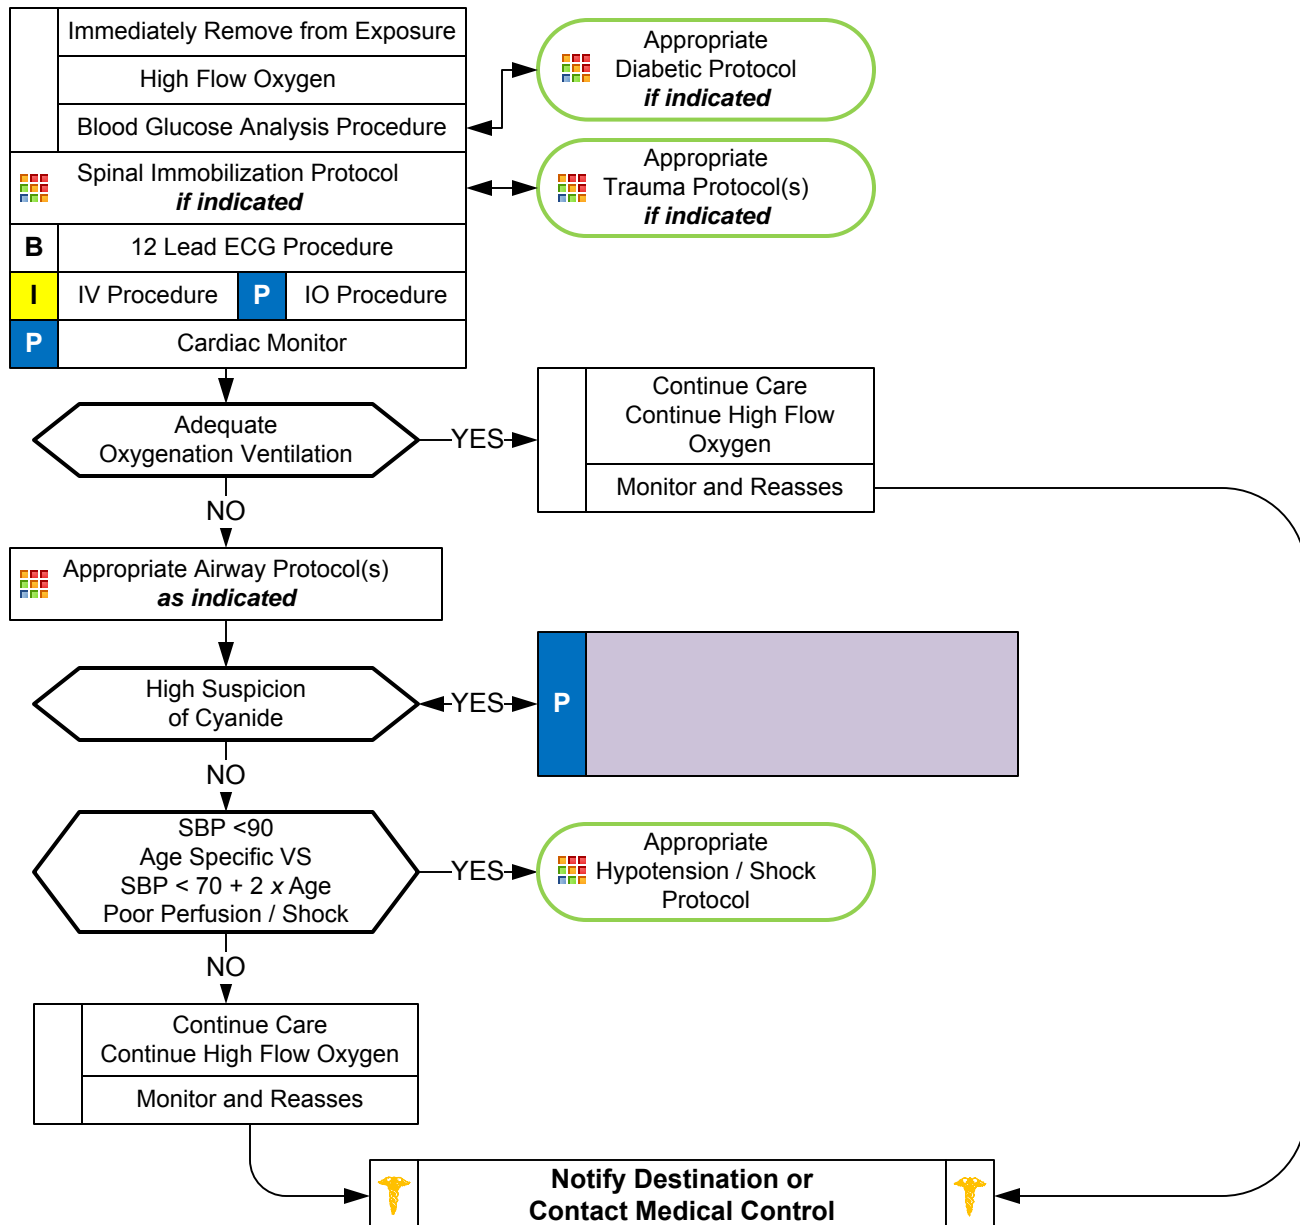 Immediately Remove from Exposure
High Flow Oxygen
Blood Glucose Analysis Procedure
Appropriate
Diabetic Protocol
if indicated
Spinal Immobilization Protocol
if indicated
Appropriate
Trauma Protocol(s)
if indicated
B 12 Lead ECG Procedure
I IV Procedure P IO Procedure
P Cardiac Monitor
Adequate
Oxygenation Ventilation
YES
Continue Care
Continue High Flow
Oxygen
Monitor and Reasses
NO
Appropriate Airway Protocol(s)
as indicated
High Suspicion
of Cyanide
YES
P
NO
SBP <90
Age Specific VS
SBP < 70 + 2 x Age
Poor Perfusion / Shock
YES
Appropriate
Hypotension / Shock
Protocol
NO
Continue Care
Continue High Flow Oxygen
Monitor and Reasses
Notify Destination or
Contact Medical Control